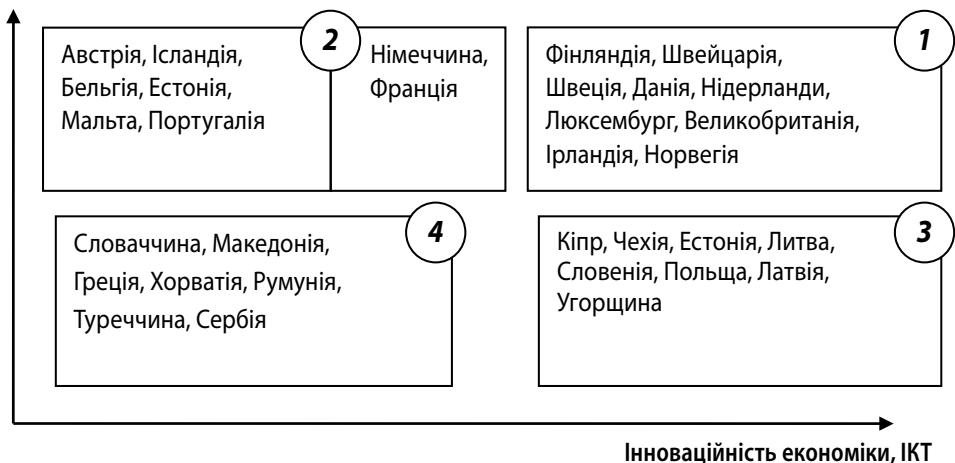 2
Австрія, Ісландія,
Бельгія, Естонія,
Мальта, Португалія
Німеччина,
Франція
1
Фінляндія, Швейцарія,
Швеція, Данія, Нідерланди,
Люксембург, Великобританія,
Ірландія, Норвегія
4
Словаччина, Македонія,
Греція, Хорватія, Румунія,
Туреччина, Сербія
3
Кіпр, Чехія, Естонія, Литва,
Словенія, Польща, Латвія,
Угорщина
Інноваційність економіки, ІКТ